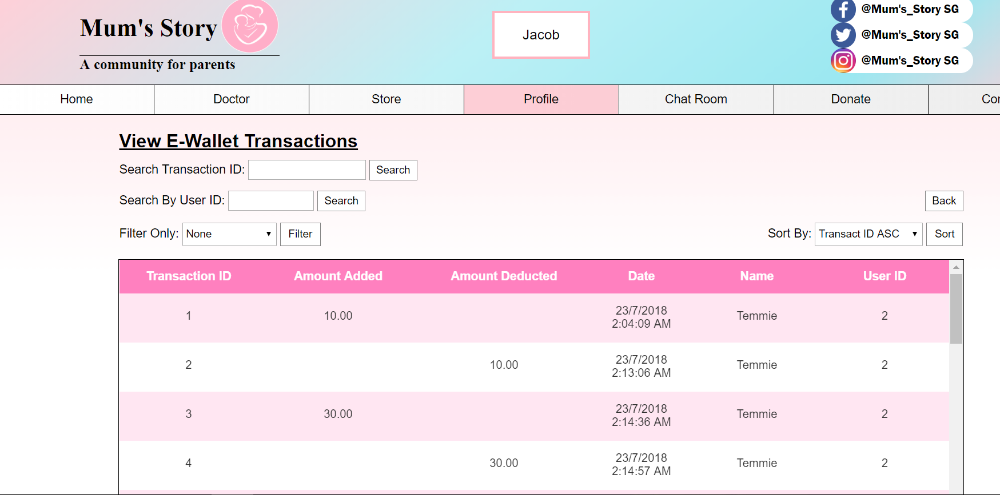 Mum's Story
A community for parents
Jacob
@Mum's_Story SG
@Mum's_Story SG
@Mum's_Story SG
Home Doctor Store Profile Chat Room Donate
View E-Wallet Transactions
Search Transaction ID: Search
Search By User ID: Search Back
Filter Only: None Filter Sort By: Transact ID ASC Sort
Transaction ID Amount Added Amount Deducted Date Name User ID
1 10.00 23/7/2018 2:04:09 AM Temmie 2
2 10.00 23/7/2018 2:13:06 AM Temmie 2
3 30.00 23/7/2018 2:14:36 AM Temmie 2
4 30.00 23/7/2018 2:14:57 AM Temmie 2